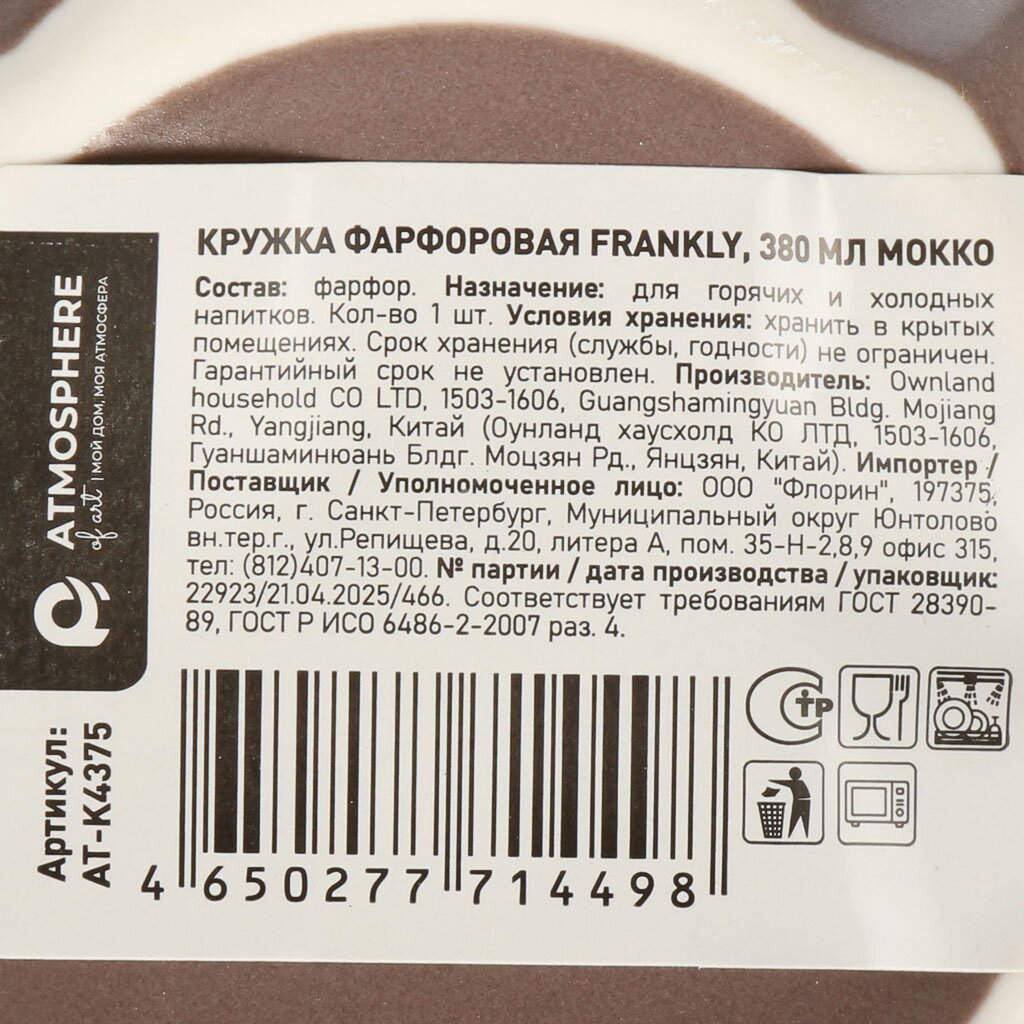 КРУЖКА ФАРФОРОВАЯ FRANKLY, 380 МЛ МОККО
Состав: фарфор. Назначение: для горячих и холодных
напитков. Кол-во 1 шт. Условия хранения: хранить в крытых
помещениях. Срок хранения (службы, годности) не ограничен.
Гарантийный срок не установлен. Производитель: Ownland
household CO LTD, 1503-1606, Guangshamingyuan Bldg. Mojiang
Rd., Yangjiang, Китай (Оунланд хаусхолд КО ЛТД, 1503-1606,
Гуаншаминюань Блдг. Моцзян Рд., Янцзян, Китай). Импортер /
Поставщик / Уполномоченное лицо: ООО "Флорин", 197375,
Россия, г. Санкт-Петербург, Муниципальный округ Юнтолово
вн.тер.г., ул.Репищева, д.20, литера А, пом. 35-Н-2,8,9 офис 315,
тел: (812)407-13-00. № партии / дата производства / упаковщик:
22923/21.04.2025/466. Соответствует требованиям ГОСТ 28390-
89, ГОСТ Р ИСО 6486-2-2007 раз. 4.
ATMOSPHERE
of art | МОЙ ДОМ, МОЯ АТМОСФЕРА
Артикул:
AT-K4375
4 650277 714498
СТР